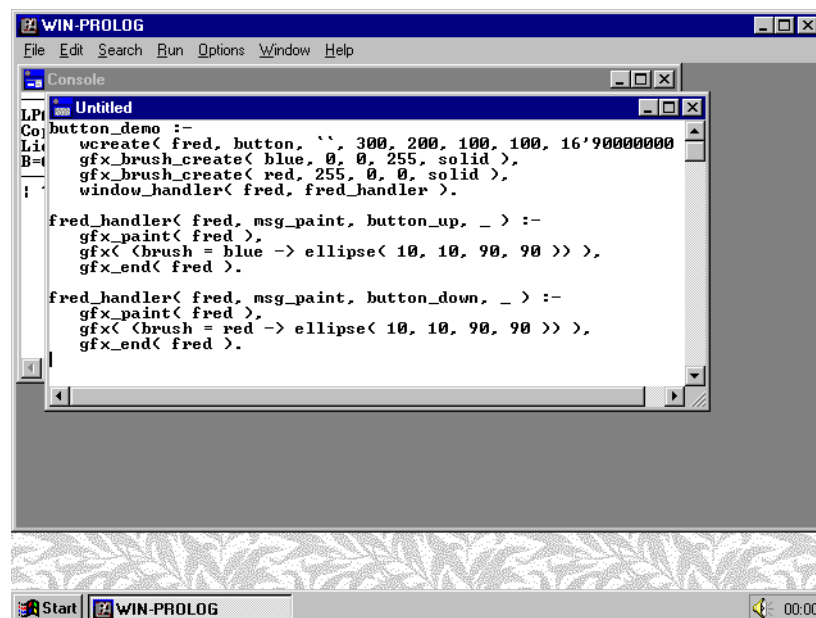 WIN-PROLOG
File Edit Search Run Options Window Help
Console
Untitled
button_demo :-
wcreate( fred, button, ``, 300, 200, 100, 100, 16'90000000
gfx_brush_create( blue, 0, 0, 255, solid ),
gfx_brush_create( red, 255, 0, 0, solid ),
window_handler( fred, fred_handler ).
fred_handler( fred, msg_paint, button_up, _ ) :-
gfx_paint( fred ),
gfx( (brush = blue -> ellipse( 10, 10, 90, 90 )) ),
gfx_end( fred ).
fred_handler( fred, msg_paint, button_down, _ ) :-
gfx_paint( fred ),
gfx( (brush = red -> ellipse( 10, 10, 90, 90 )) ),
gfx_end( fred ).
Start WIN-PROLOG 00:00